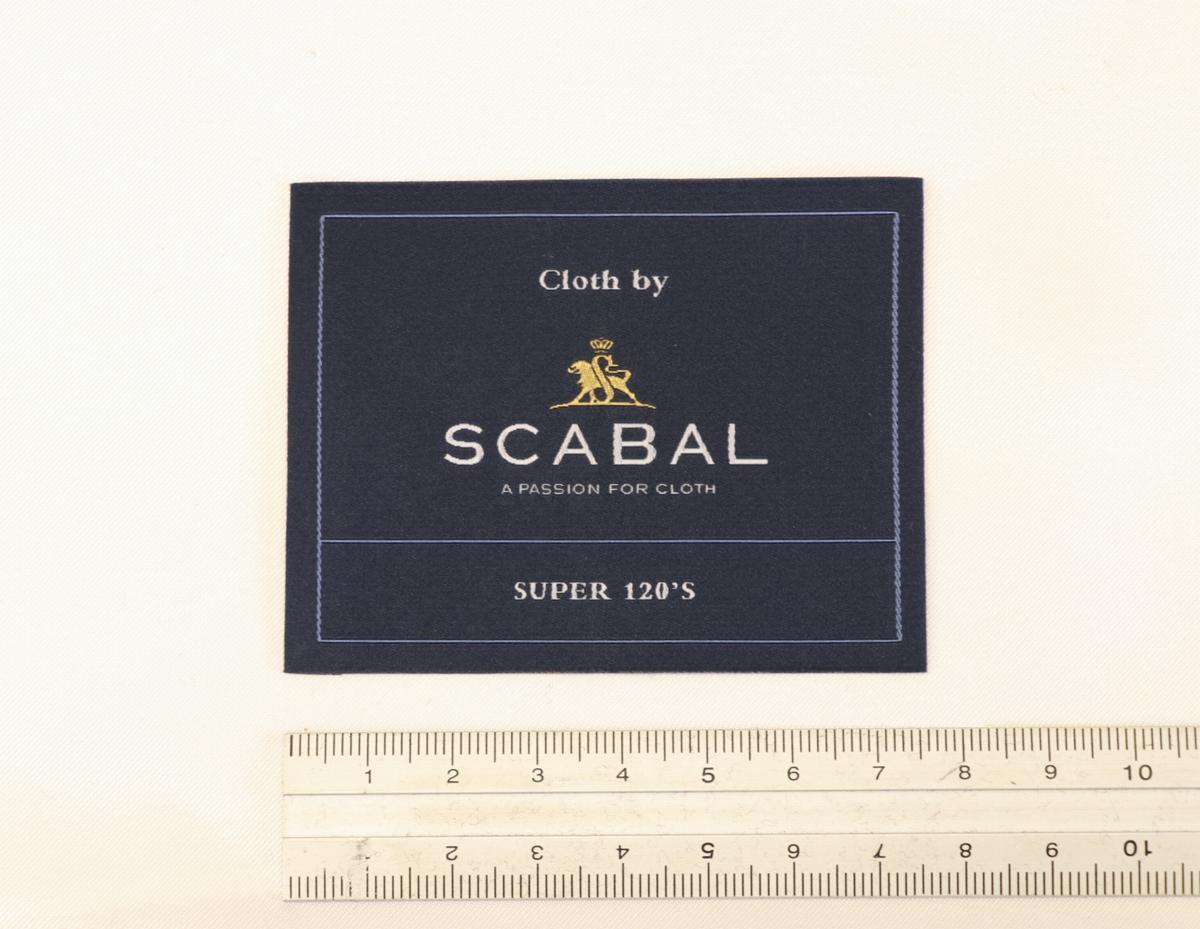 Cloth by
SCABAL
A PASSION FOR CLOTH
SUPER 120'S
1 2 3 4 5 6 7 8 9 10
2 3 4 5 6 7 8 9 10